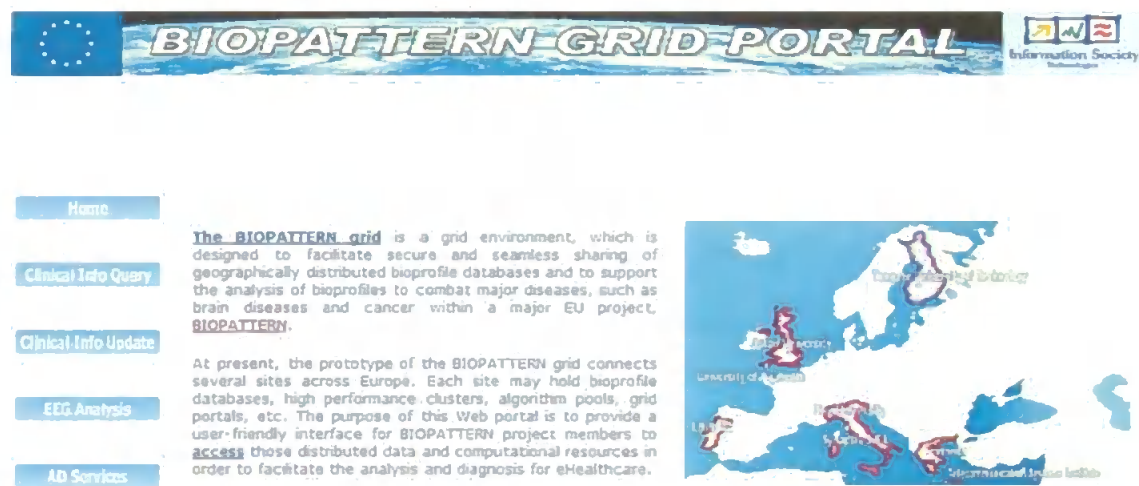 BIOPATTERN GRID PORTAL
Information Society
Technologies
Home
Clinical Info Query
Clinical Info Update
EEG Analysis
AD Services
The BIOPATTERN grid is a grid environment, which is
designed to facilitate secure and seamless sharing of
geographically distributed bioprofile databases and to support
the analysis of bioprofiles to combat major diseases, such as
brain diseases and cancer within a major EU project,
BIOPATTERN.
At present, the prototype of the BIOPATTERN grid connects
several sites across Europe. Each site may hold bioprofile
databases, high performance clusters, algorithm pools, grid
portals, etc. The purpose of this Web portal is to provide a
user-friendly interface for BIOPATTERN project members to
access those distributed data and computational resources in
order to facilitate the analysis and diagnosis for eHealthcare.
University of